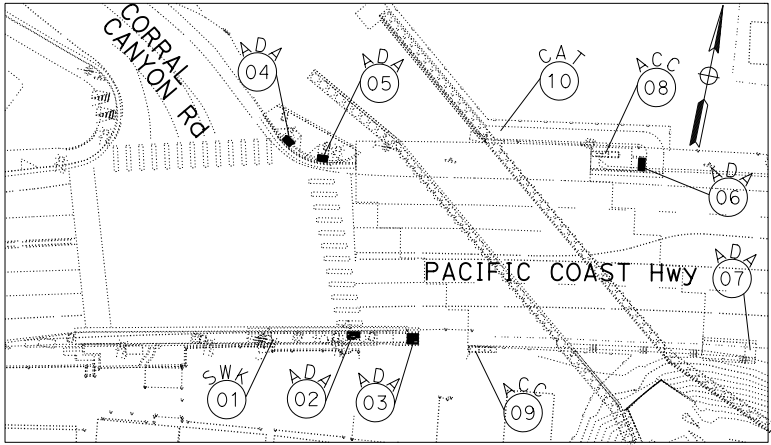 CORRAL
CANYON Rd
ADA
04
ADA
05
CAT
10
ACC
08
ADA
06
PACIFIC COAST Hwy
ADA
07
SWK
01
ADA
02
ADA
03
ACC
09